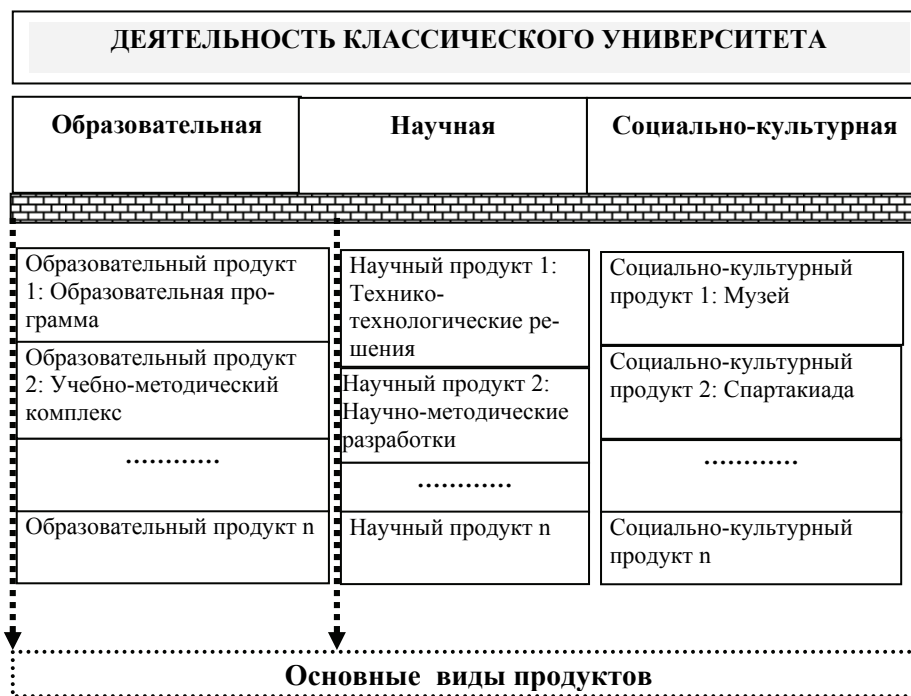 ДЕЯТЕЛЬНОСТЬ КЛАССИЧЕСКОГО УНИВЕРСИТЕТА
Образовательная
Научная
Социально-культурная
Образовательный продукт
1: Образовательная про-
грамма
Образовательный продукт
2: Учебно-методический
комплекс
............
Образовательный продукт n
Научный продукт 1:
Технико-
технологические ре-
шения
Научный продукт 2:
Научно-методические
разработки
............
Научный продукт n
Социально-культурный
продукт 1: Музей
Социально-культурный
продукт 2: Спартакиада
............
Социально-культурный
продукт n
Основные виды продуктов